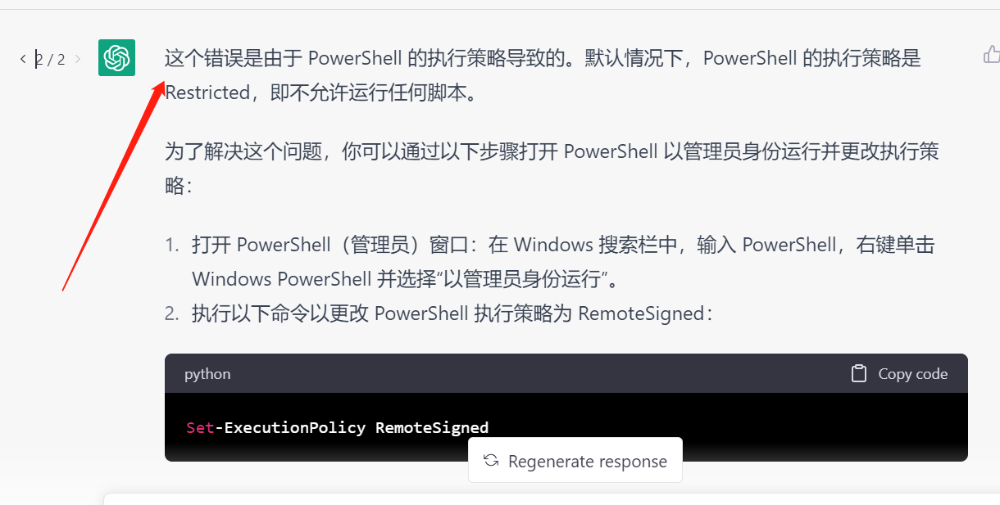 < 2 / 2 >
这个错误是由于 PowerShell 的执行策略导致的。默认情况下，PowerShell 的执行策略是
Restricted，即不允许运行任何脚本。
为了解决这个问题，你可以通过以下步骤打开 PowerShell 以管理员身份运行并更改执行策
略：
1. 打开 PowerShell（管理员）窗口：在 Windows 搜索栏中，输入 PowerShell，右键单击
Windows PowerShell 并选择“以管理员身份运行”。
2. 执行以下命令以更改 PowerShell 执行策略为 RemoteSigned：
python
Copy code
Set-ExecutionPolicy RemoteSigned
Regenerate response